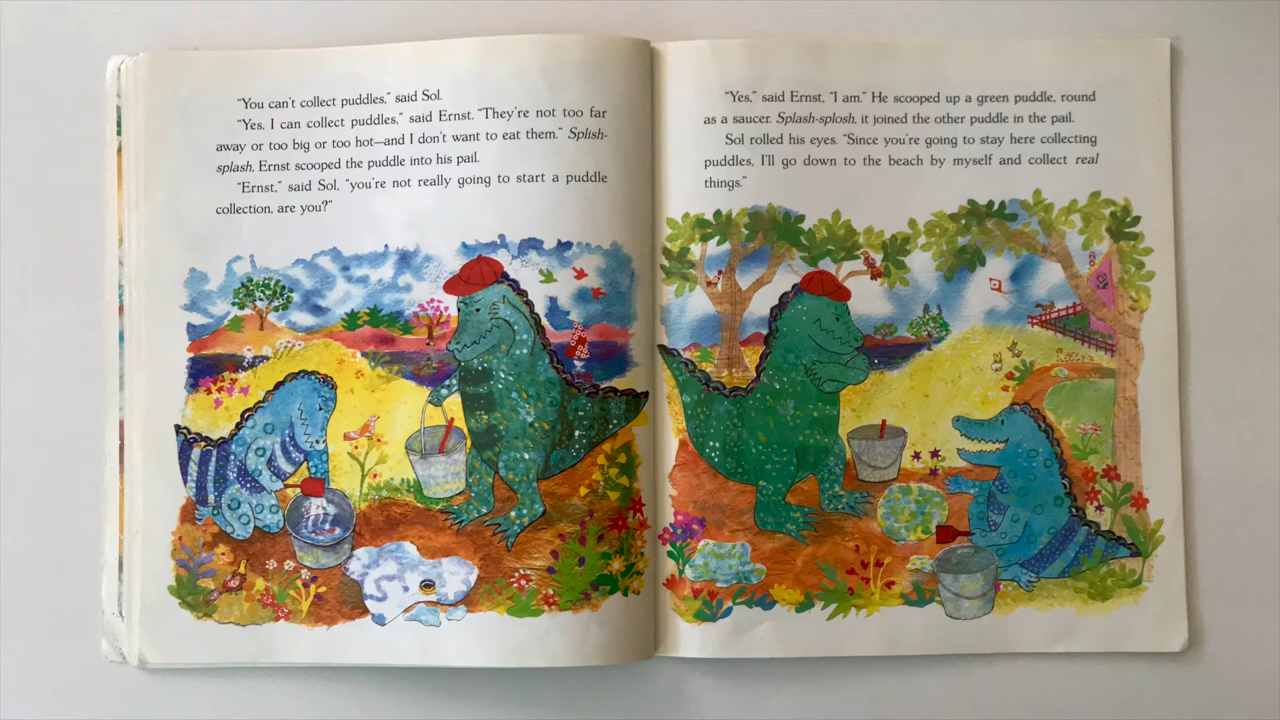 "You can't collect puddles," said Sol.
"Yes, I can collect puddles," said Ernst. "They're not too far
away or too big or too hot—and I don't want to eat them." Splish-
splash, Ernst scooped the puddle into his pail.
"Ernst," said Sol, "you're not really going to start a puddle
collection, are you?"
"Yes," said Ernst, "I am." He scooped up a green puddle, round
as a saucer. Splash-splosh, it joined the other puddle in the pail.
Sol rolled his eyes. "Since you're going to stay here collecting
puddles, I'll go down to the beach by myself and collect real
things."